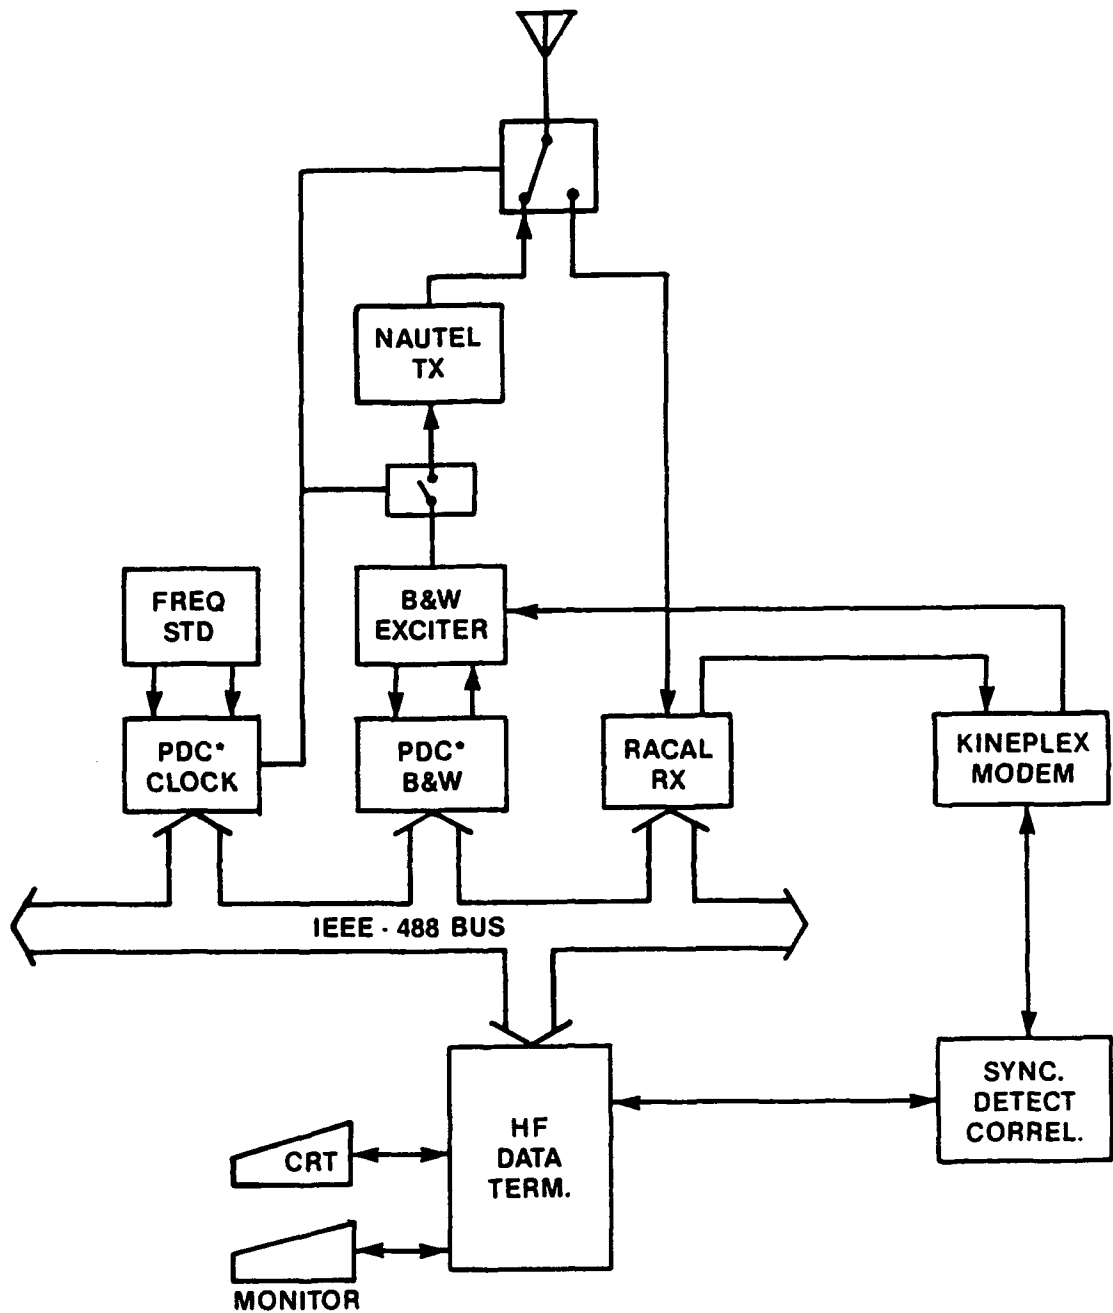 NAUTEL
TX
FREQ
STD
B&W
EXCITER
PDC*
CLOCK
PDC*
B&W
RACAL
RX
KINEPLEX
MODEM
IEEE - 488 BUS
HF
DATA
TERM.
SYNC.
DETECT
CORREL.
CRT
MONITOR